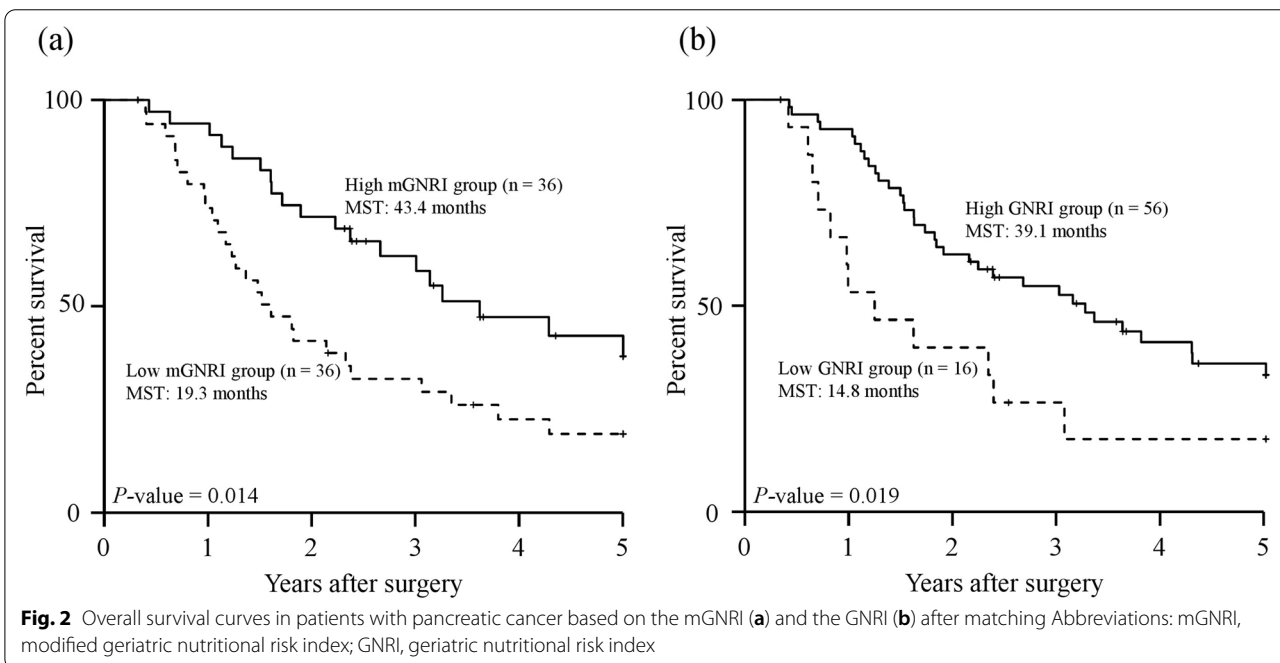 (a)
100
50
0
Percent survival
High mGNRI group (n = 36)
MST: 43.4 months
Low mGNRI group (n = 36)
MST: 19.3 months
P-value = 0.014
0 1 2 3 4 5
Years after surgery
(b)
100
50
0
Percent survival
High GNRI group (n = 56)
MST: 39.1 months
Low GNRI group (n = 16)
MST: 14.8 months
P-value = 0.019
0 1 2 3 4 5
Years after surgery
Fig. 2 Overall survival curves in patients with pancreatic cancer based on the mGNRI (a) and the GNRI (b) after matching Abbreviations: mGNRI,
modified geriatric nutritional risk index; GNRI, geriatric nutritional risk index